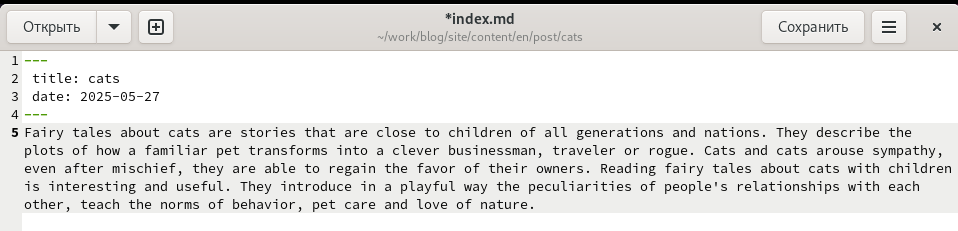 Открыть
*index.md
~/work/blog/site/content/en/post/cats
Сохранить
1 ---
2 title: cats
3 date: 2025-05-27
4 ---
5 Fairy tales about cats are stories that are close to children of all generations and nations. They describe the
plots of how a familiar pet transforms into a clever businessman, traveler or rogue. Cats and cats arouse sympathy,
even after mischief, they are able to regain the favor of their owners. Reading fairy tales about cats with children
is interesting and useful. They introduce in a playful way the peculiarities of people's relationships with each
other, teach the norms of behavior, pet care and love of nature.